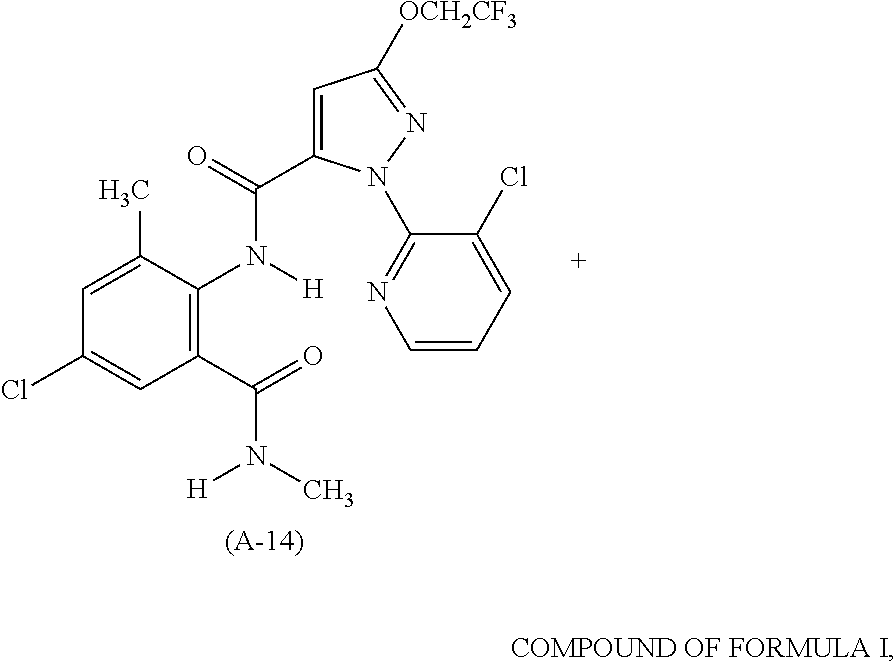 OCH2CF3
N
O
N
Cl
H3C
N
H
N
+
O
Cl
N
H
CH3
(A-14)
COMPOUND OF FORMULA I,